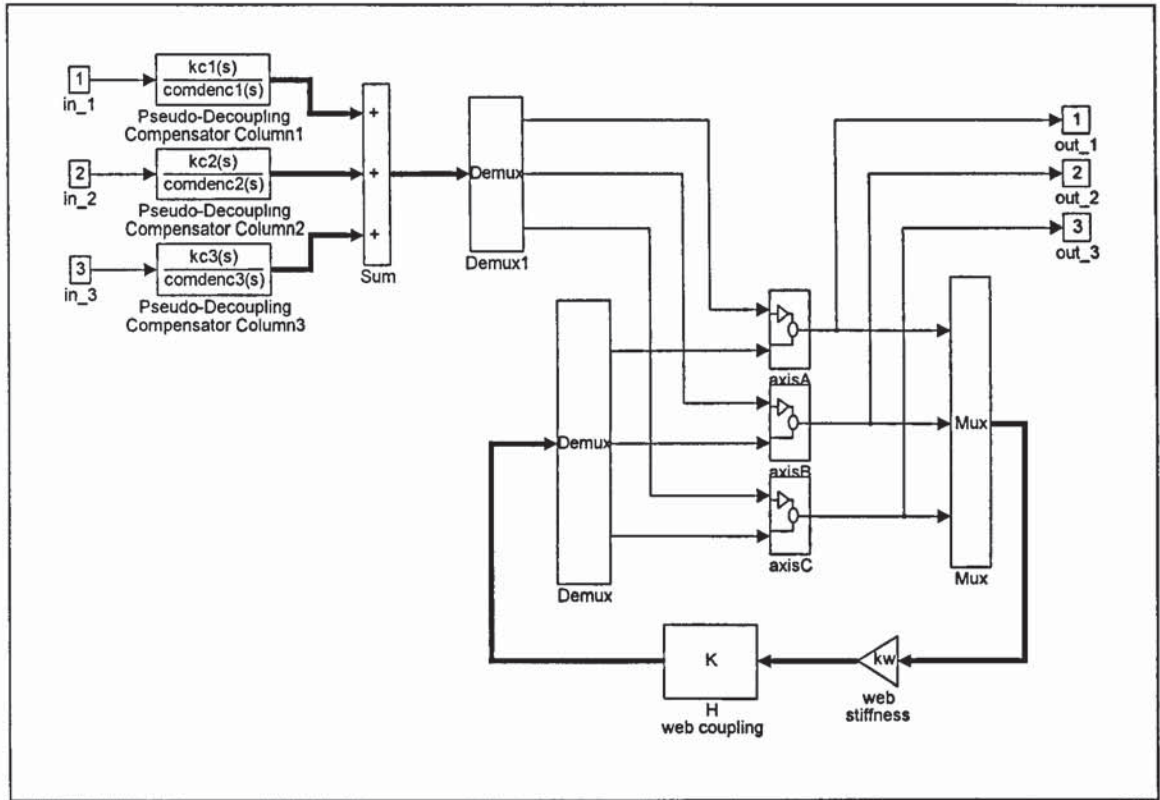 1
in_1
kc1(s)
comdenc1(s)
Pseudo-Decoupling
Compensator Column1
2
in_2
kc2(s)
comdenc2(s)
Pseudo-Decoupling
Compensator Column2
3
in_3
kc3(s)
comdenc3(s)
Pseudo-Decoupling
Compensator Column3
+
+
+
Sum
Demux
Demux1
1
out_1
2
out_2
3
out_3
axisA
axisB
axisC
Demux
Demux
Mux
Mux
K
H
web coupling
kw
web
stiffness